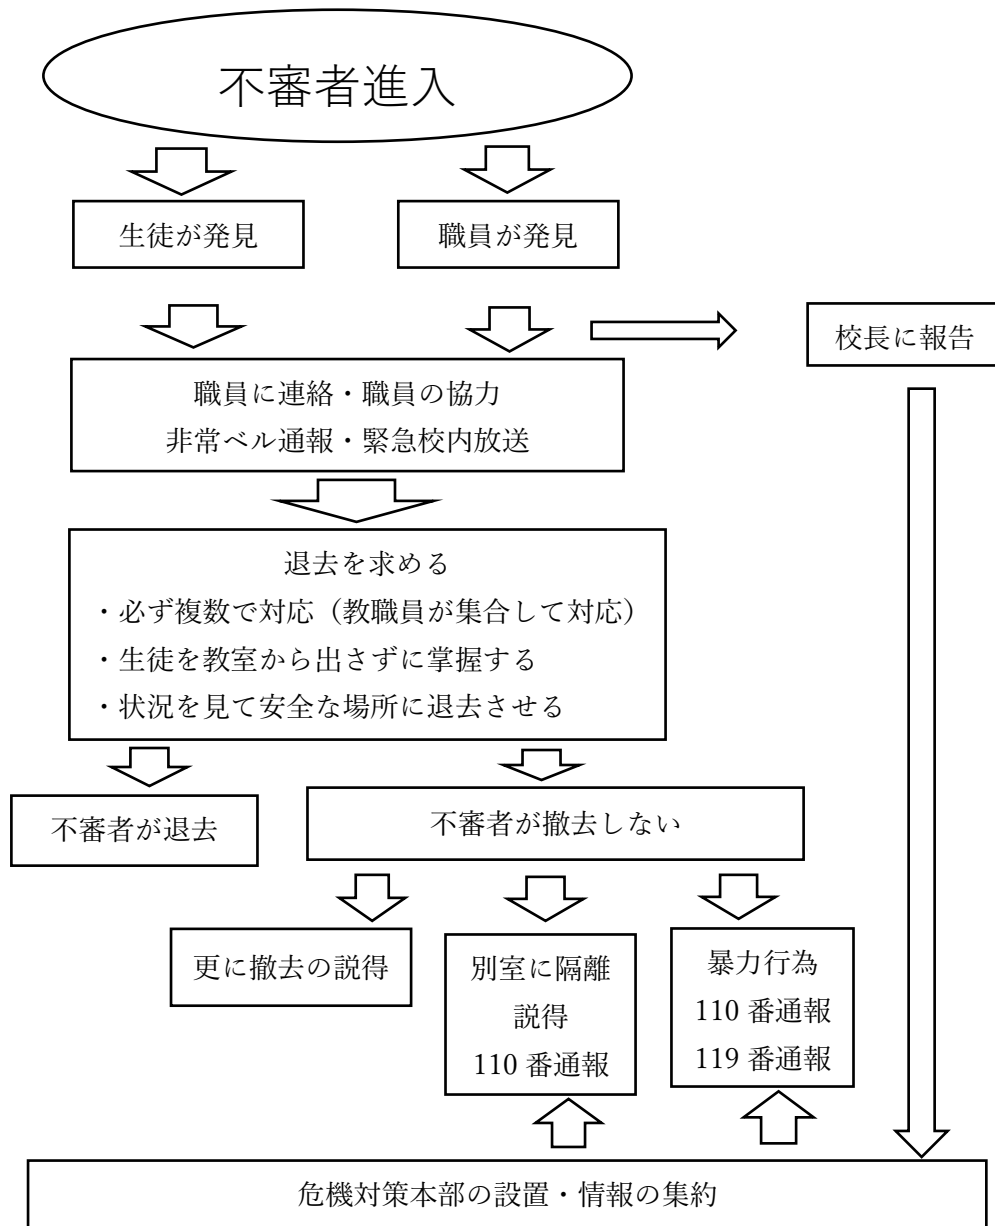 不審者進入
生徒が発見
職員が発見
校長に報告
職員に連絡・職員の協力
非常ベル通報・緊急校内放送
退去を求める
・必ず複数で対応（教職員が集合して対応）
・生徒を教室から出さずに掌握する
・状況を見て安全な場所に退去させる
不審者が退去
不審者が撤去しない
更に撤去の説得
別室に隔離
説得
110 番通報
暴力行為
110 番通報
119 番通報
危機対策本部の設置・情報の集約